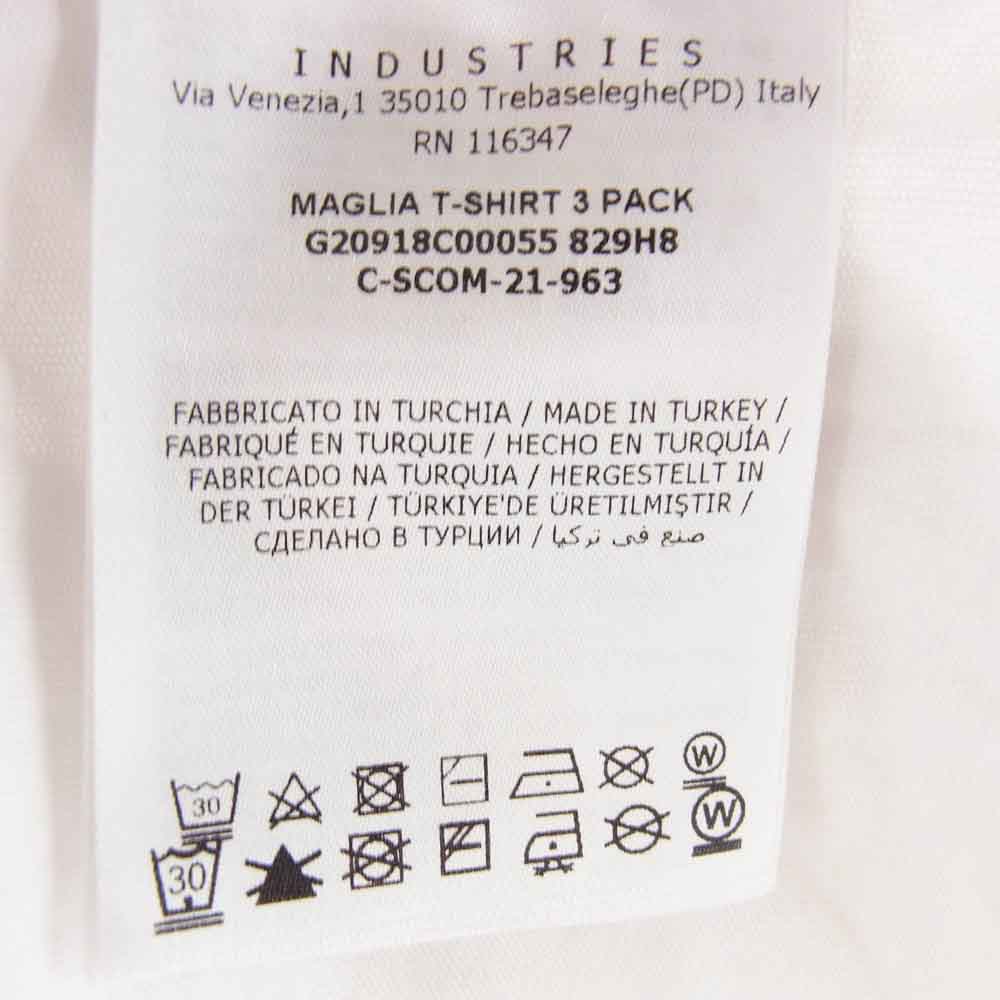 INDUSTRIES
Via Venezia,1 35010 Trebaseleghe(PD) Italy
RN 116347
MAGLIA T-SHIRT 3 PACK
G20918C00055 829H8
C-SCOM-21-963
FABBRICATO IN TURCHIA / MADE IN TURKEY /
FABRIQUÉ EN TURQUIE / HECHO EN TURQUÍA /
FABRICADO NA TURQUIA / HERGESTELLT IN
DER TÜRKEI / TÜRKIYE'DE ÜRETILMIŞTIR /
СДЕЛАНО В ТУРЦИИ / صنع في تركيا
30 W
30 W